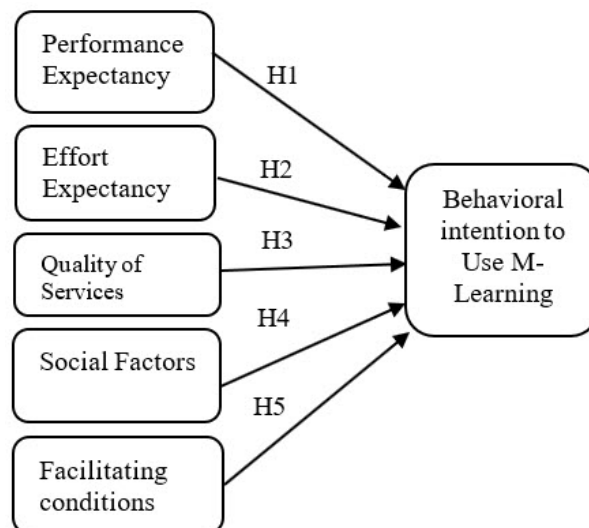 Performance
Expectancy
H1
Effort
Expectancy
H2
Quality of
Services
H3
Social Factors
H4
Facilitating
conditions
H5
Behavioral
intention to
Use M-
Learning